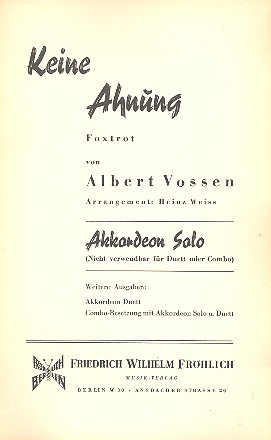 Keine
Ahnung
Foxtrot
von
Albert Vossen
Arrangement: Heinz Weiss
Akkordeon Solo
(Nicht verwendbar für Duett oder Combo)
Weitere Ausgaben:
Akkordeon Duett
Combo-Besetzung mit Akkordeon Solo u. Duett
FRIEDRICH WILHELM FRÖHLICH
MUSIK-VERLAG
BERLIN W 30 - ANSBACHER STRASSE 29
BERLIN